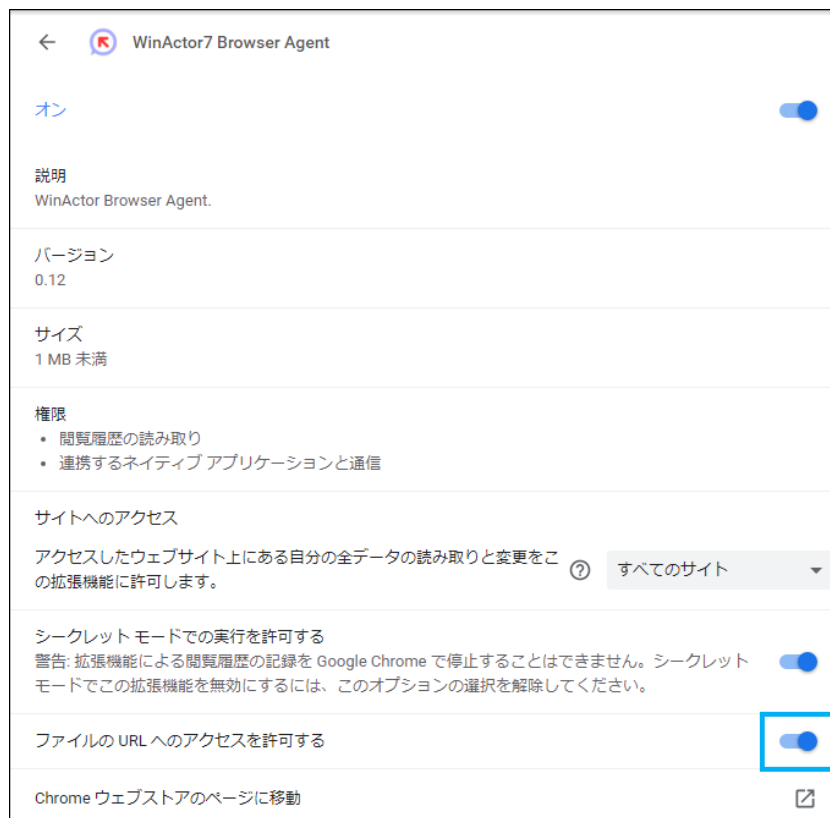 WinActor7 Browser Agent
オン
説明
WinActor Browser Agent.
バージョン
0.12
サイズ
1 MB 未満
権限
• 閲覧履歴の読み取り
• 連携するネイティブ アプリケーションと通信
サイトへのアクセス
アクセスしたウェブサイト上にある自分の全データの読み取りと変更をこ
の拡張機能に許可します。
すべてのサイト
シークレット モードでの実行を許可する
警告: 拡張機能による閲覧履歴の記録を Google Chrome で停止することはできません。シークレット
モードでこの拡張機能を無効にするには、このオプションの選択を解除してください。
ファイルの URL へのアクセスを許可する
Chrome ウェブストアのページに移動